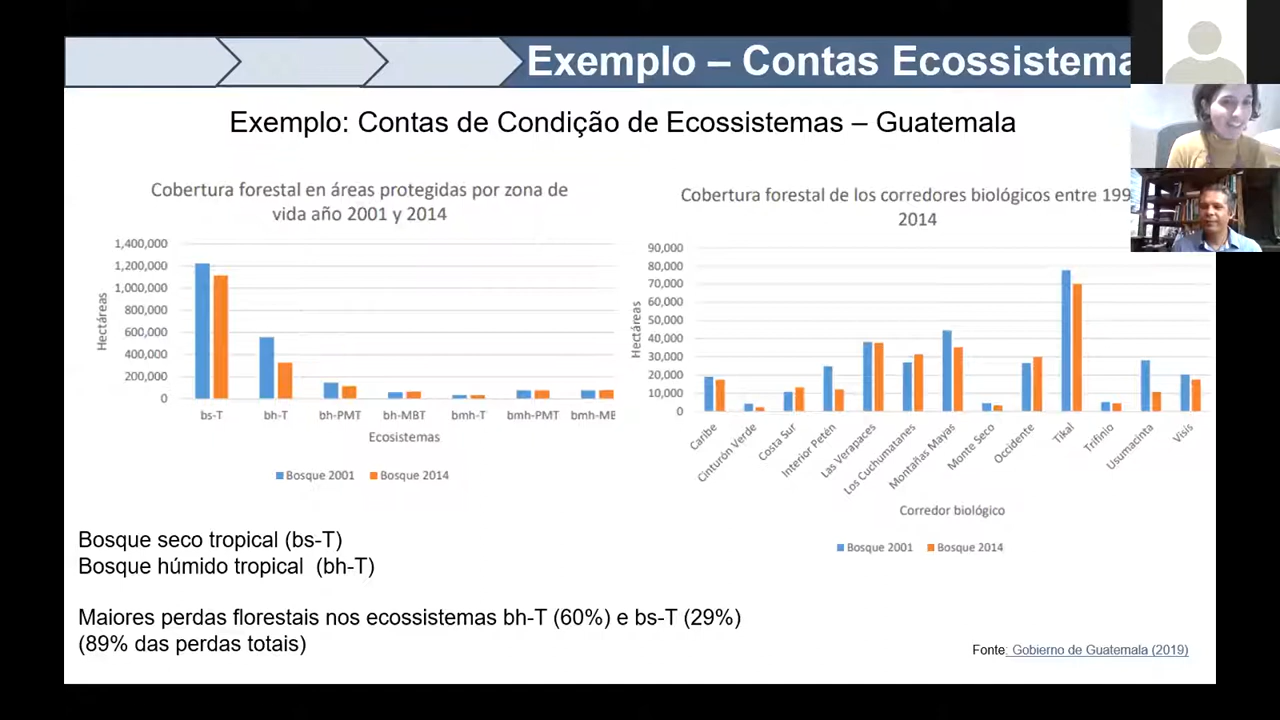 Exemplo – Contas Ecossistema
Exemplo: Contas de Condição de Ecossistemas – Guatemala
Cobertura forestal en áreas protegidas por zona de
vida año 2001 y 2014
1,400,000
1,200,000
1,000,000
800,000
600,000
400,000
200,000
0
Hectáreas
bs-T bh-T bh-PMT bh-MBT bmh-T bmh-PMT bmh-MB
Ecosistemas
Bosque 2001 Bosque 2014
Cobertura forestal de los corredores biológicos entre 199
2014
90,000
80,000
70,000
60,000
50,000
40,000
30,000
20,000
10,000
0
Hectáreas
Caribe Cinturón Verde Costa Sur Interior Petén Las Verapaces Los Cuchumatanes Montañas Mayas Monte Seco Occidente Tikal Trifinio Usumacinta Visis
Corredor biológico
Bosque 2001 Bosque 2014
Bosque seco tropical (bs-T)
Bosque húmido tropical (bh-T)
Maiores perdas florestais nos ecossistemas bh-T (60%) e bs-T (29%)
(89% das perdas totais)
Fonte: Gobierno de Guatemala (2019)